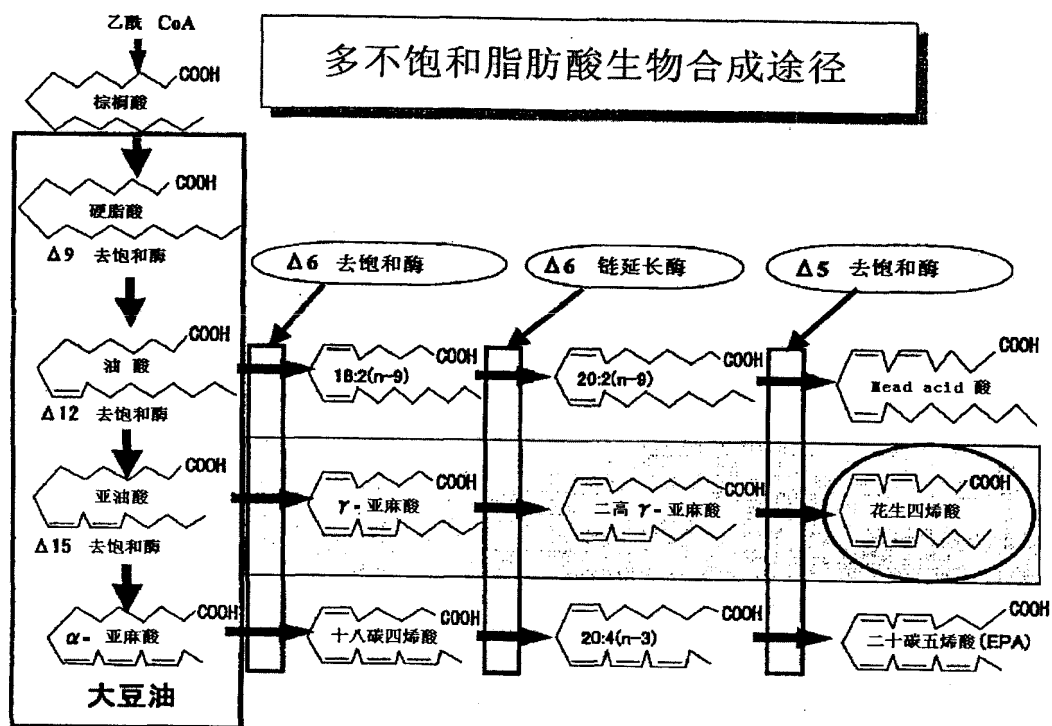 乙酰 CoA
多不饱和脂肪酸生物合成途径
COOH
棕榈酸
COOH
硬脂酸
Δ9 去饱和酶
Δ6 去饱和酶
Δ6 链延长酶
Δ5 去饱和酶
COOH
油 酸
COOH
18:2(n-9)
COOH
20:2(n-9)
COOH
Mead acid 酸
Δ12 去饱和酶
COOH
亚油酸
COOH
γ-亚麻酸
COOH
二高 γ-亚麻酸
COOH
花生四烯酸
Δ15 去饱和酶
COOH
α- 亚麻酸
COOH
十八碳四烯酸
COOH
20:4(n-3)
COOH
二十碳五烯酸(EPA)
大豆油